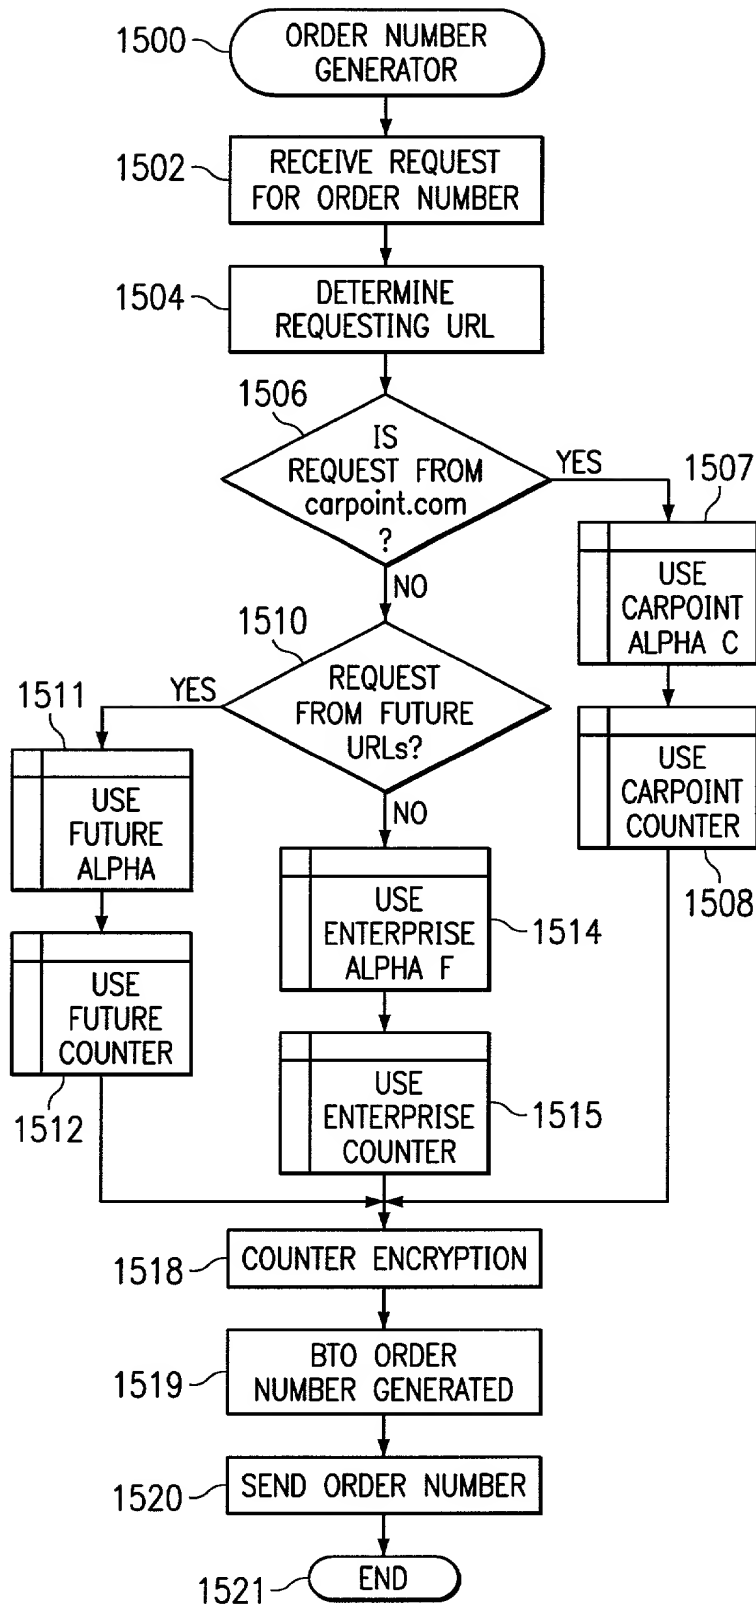 1500
ORDER NUMBER
GENERATOR
1502
RECEIVE REQUEST
FOR ORDER NUMBER
1504
DETERMINE
REQUESTING URL
1506
IS
REQUEST FROM
carpoint.com
?
YES
1507
USE
CARPOINT
ALPHA C
NO
1510
REQUEST
FROM FUTURE
URLs?
YES
1511
USE
FUTURE
ALPHA
USE
CARPOINT
COUNTER
1508
NO
USE
ENTERPRISE
ALPHA F
1514
USE
FUTURE
COUNTER
1512
USE
ENTERPRISE
COUNTER
1515
1518
COUNTER ENCRYPTION
1519
BTO ORDER
NUMBER GENERATED
1520
SEND ORDER NUMBER
1521
END